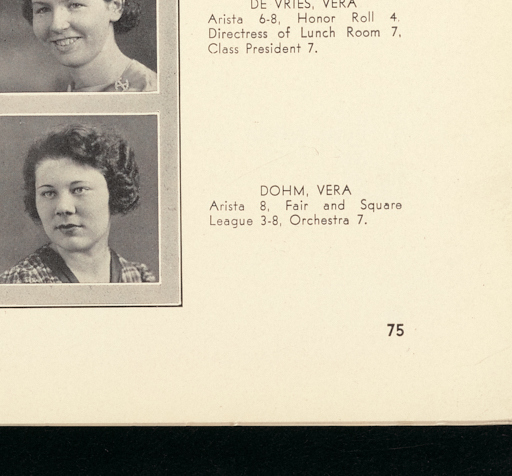 DE VRIES, VERA
Arista 6-8, Honor Roll 4.
Directress of Lunch Room 7,
Class President 7.
DOHM, VERA
Arista 8, Fair and Square
League 3-8, Orchestra 7.
75